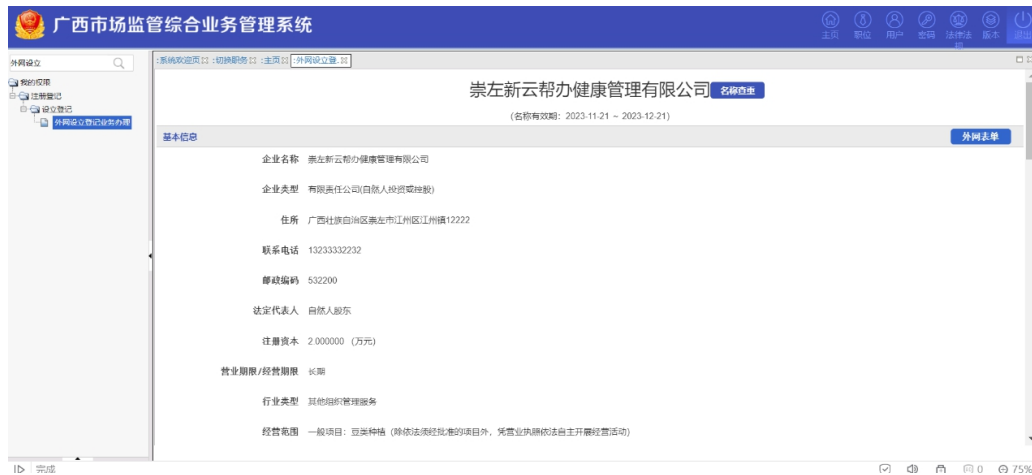 广西市场监管综合业务管理系统
主页 职位 用户 密码 法律法规 版本 退出
外网设立
:系统欢迎页 :切换职务 :主页 :外网设立登.
我的权限
注册登记
设立登记
外网设立登记业务办理
崇左新云帮办健康管理有限公司 名称查重
(名称有效期: 2023-11-21 ~ 2023-12-21)
基本信息 外网表单
企业名称 崇左新云帮办健康管理有限公司
企业类型 有限责任公司(自然人投资或控股)
住所 广西壮族自治区崇左市江州区江州镇12222
联系电话 13233332232
邮政编码 532200
法定代表人 自然人股东
注册资本 2.000000 (万元)
营业期限/经营期限 长期
行业类型 其他组织管理服务
经营范围 一般项目：豆类种植（除依法须经批准的项目外，凭营业执照依法自主开展经营活动）
完成 0 75%